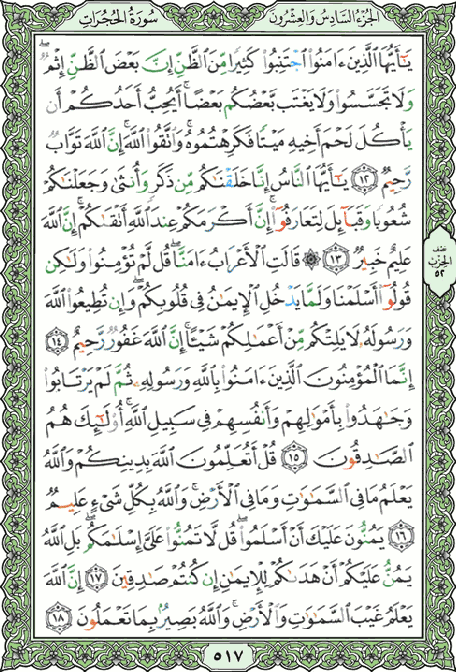 الجزء السادس والعشرون
سورة الحجرات
يَٰٓأَيُّهَا ٱلَّذِينَ ءَامَنُوا۟ ٱجْتَنِبُوا۟ كَثِيرًا مِّنَ ٱلظَّنِّ إِنَّ بَعْضَ ٱلظَّنِّ إِثْمٌ ۖ
وَلَا تَجَسَّسُوا۟ وَلَا يَغْتَب بَّعْضُكُم بَعْضًا ۚ أَيُحِبُّ أَحَدُكُمْ أَن
يَأْكُلَ لَحْمَ أَخِيهِ مَيْتًا فَكَرِهْتُمُوهُ ۚ وَٱتَّقُوا۟ ٱللَّهَ ۚ إِنَّ ٱللَّهَ تَوَّابٌ
رَّحِيمٌ ١٢ يَٰٓأَيُّهَا ٱلنَّاسُ إِنَّا خَلَقْنَٰكُم مِّن ذَكَرٍ وَأُنثَىٰ وَجَعَلْنَٰكُمْ
شُعُوبًا وَقَبَآئِلَ لِتَعَارَفُوٓا۟ ۚ إِنَّ أَكْرَمَكُمْ عِندَ ٱللَّهِ أَتْقَىٰكُمْ ۚ إِنَّ ٱللَّهَ
عَلِيمٌ خَبِيرٌ ١٣ ۞ قَالَتِ ٱلْأَعْرَابُ ءَامَنَّا ۖ قُل لَّمْ تُؤْمِنُوا۟ وَلَٰكِن
قُولُوٓا۟ أَسْلَمْنَا وَلَمَّا يَدْخُلِ ٱلْإِيمَٰنُ فِى قُلُوبِكُمْ ۖ وَإِن تُطِيعُوا۟ ٱللَّهَ
وَرَسُولَهُۥ لَا يَلِتْكُم مِّنْ أَعْمَٰلِكُمْ شَيْـًٔا ۚ إِنَّ ٱللَّهَ غَفُورٌ رَّحِيمٌ ١٤
إِنَّمَا ٱلْمُؤْمِنُونَ ٱلَّذِينَ ءَامَنُوا۟ بِٱللَّهِ وَرَسُولِهِۦ ثُمَّ لَمْ يَرْتَابُوا۟
وَجَٰهَدُوا۟ بِأَمْوَٰلِهِمْ وَأَنفُسِهِمْ فِى سَبِيلِ ٱللَّهِ ۚ أُو۟لَٰٓئِكَ هُمُ
ٱلصَّٰدِقُونَ ١٥ قُلْ أَتُعَلِّمُونَ ٱللَّهَ بِدِينِكُمْ وَٱللَّهُ
يَعْلَمُ مَا فِى ٱلسَّمَٰوَٰتِ وَمَا فِى ٱلْأَرْضِ ۚ وَٱللَّهُ بِكُلِّ شَىْءٍ عَلِيمٌ
١٦ يَمُنُّونَ عَلَيْكَ أَنْ أَسْلَمُوا۟ ۖ قُل لَّا تَمُنُّوا۟ عَلَىَّ إِسْلَٰمَكُم ۖ بَلِ ٱللَّهُ
يَمُنُّ عَلَيْكُمْ أَنْ هَدَىٰكُمْ لِلْإِيمَٰنِ إِن كُنتُمْ صَٰدِقِينَ ١٧ إِنَّ ٱللَّهَ
يَعْلَمُ غَيْبَ ٱلسَّمَٰوَٰتِ وَٱلْأَرْضِ ۚ وَٱللَّهُ بَصِيرٌۢ بِمَا تَعْمَلُونَ ١٨
الحزب
٥٢
٥١٧